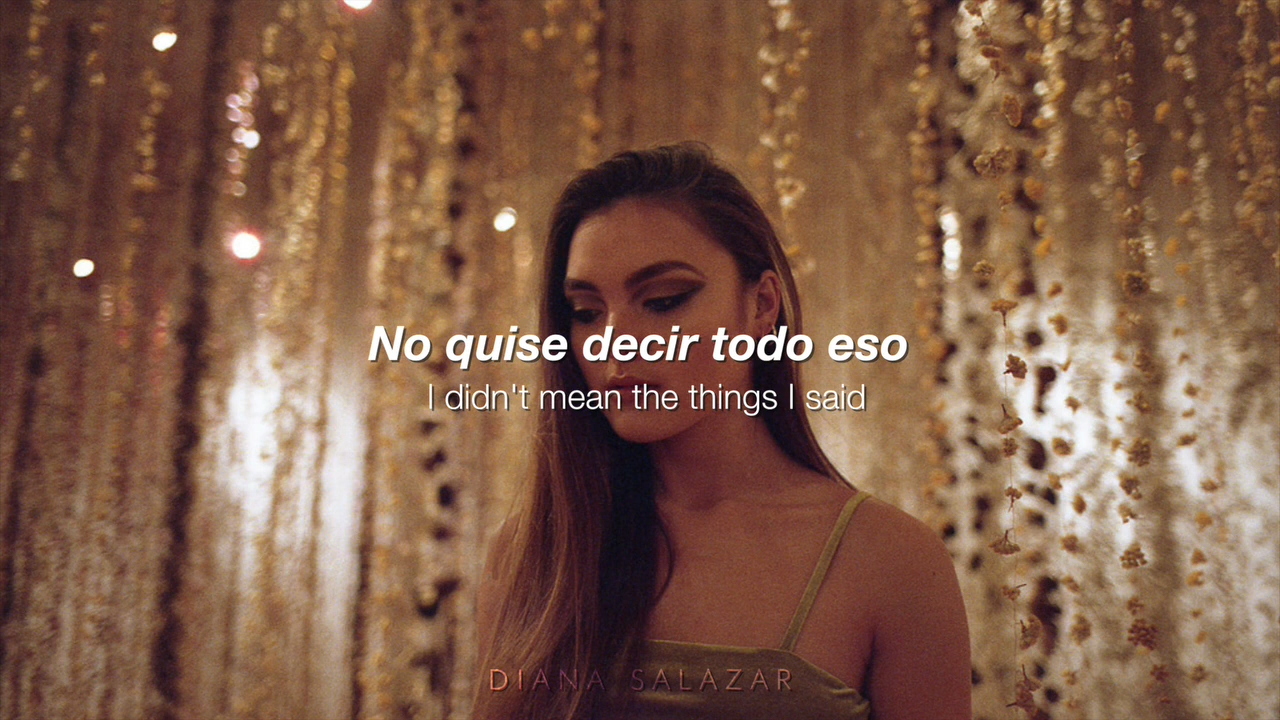 No quise decir todo eso
I didn't mean the things I said
DIANA SALAZAR